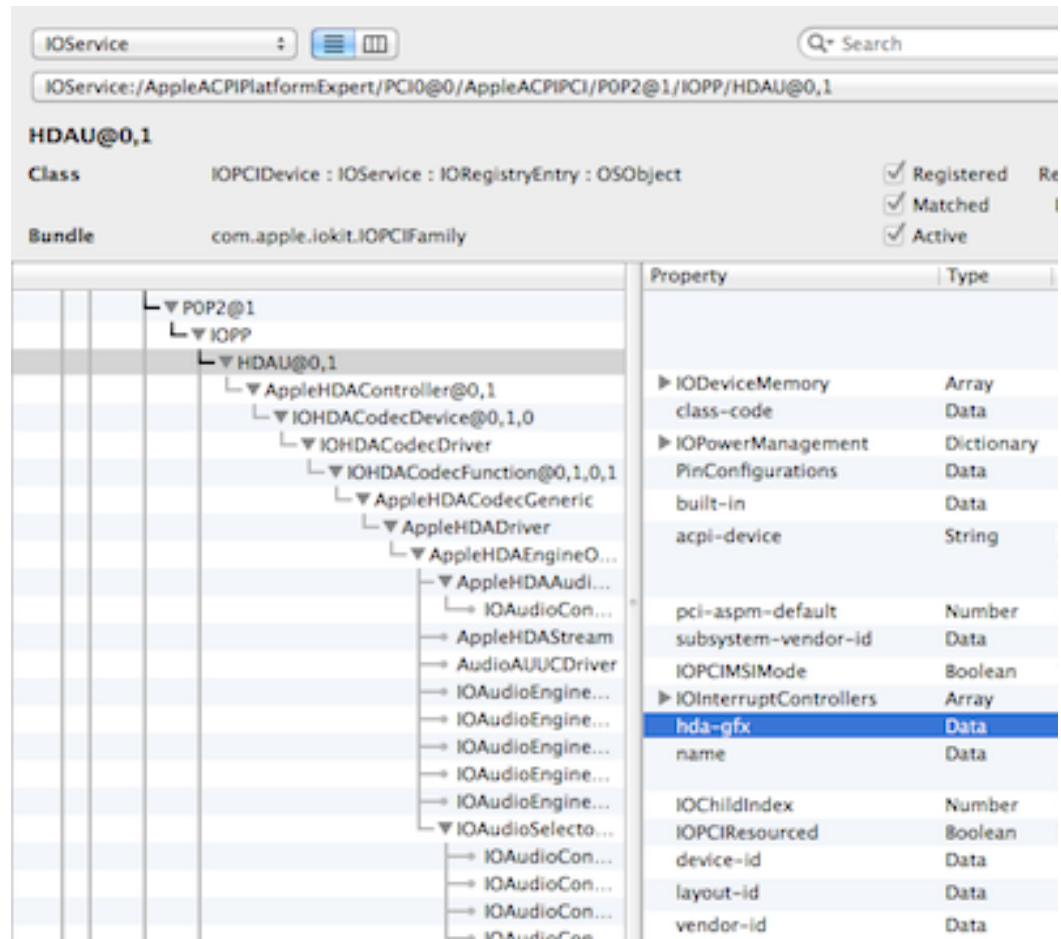 IOService
Search
IOService:/AppleACPIPlatformExpert/PCI0@0/AppleACPIPCI/P0P2@1/IOPP/HDAU@0,1
HDAU@0,1
Class IOPCIDevice : IOService : IORegistryEntry : OSObject Registered Re
Matched
Bundle com.apple.iokit.IOPCIFamily Active
Property Type
P0P2@1
IOPP
HDAU@0,1
AppleHDAController@0,1
IOHDACodecDevice@0,1,0
IOHDACodecDriver
IOHDACodecFunction@0,1,0,1
AppleHDACodecGeneric
AppleHDADriver
AppleHDAEngineO...
AppleHDAAudi...
IOAudioCon...
AppleHDAStream
AudioAUUCDriver
IOAudioEngine...
IOAudioEngine...
IOAudioEngine...
IOAudioEngine...
IOAudioEngine...
IOAudioSelecto...
IOAudioCon...
IOAudioCon...
IOAudioCon...
IOAudioCon...
IODeviceMemory Array
class-code Data
IOPowerManagement Dictionary
PinConfigurations Data
built-in Data
acpi-device String
pci-aspm-default Number
subsystem-vendor-id Data
IOPCIMSIMode Boolean
IOInterruptControllers Array
hda-gfx Data
name Data
IOChildIndex Number
IOPCIResourced Boolean
device-id Data
layout-id Data
vendor-id Data